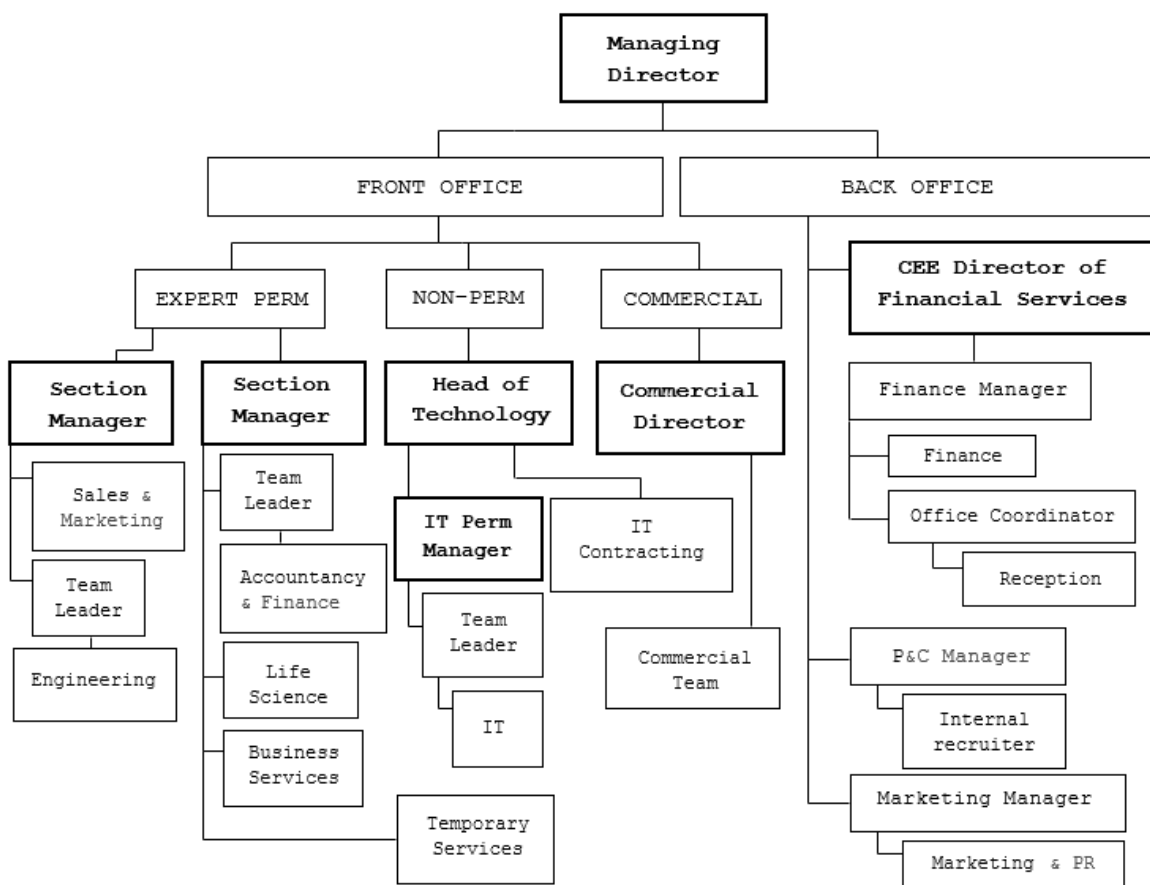 Managing
Director
FRONT OFFICE
BACK OFFICE
EXPERT PERM
NON-PERM
COMMERCIAL
CEE Director of
Financial Services
Section
Manager
Section
Manager
Head of
Technology
Commercial
Director
Finance Manager
Sales &
Marketing
Team
Leader
Engineering
Team
Leader
Accountancy
& Finance
Life
Science
Business
Services
Temporary
Services
IT Perm
Manager
Team
Leader
IT
IT
Contracting
Commercial
Team
Finance
Office Coordinator
Reception
P&C Manager
Internal
recruiter
Marketing Manager
Marketing & PR